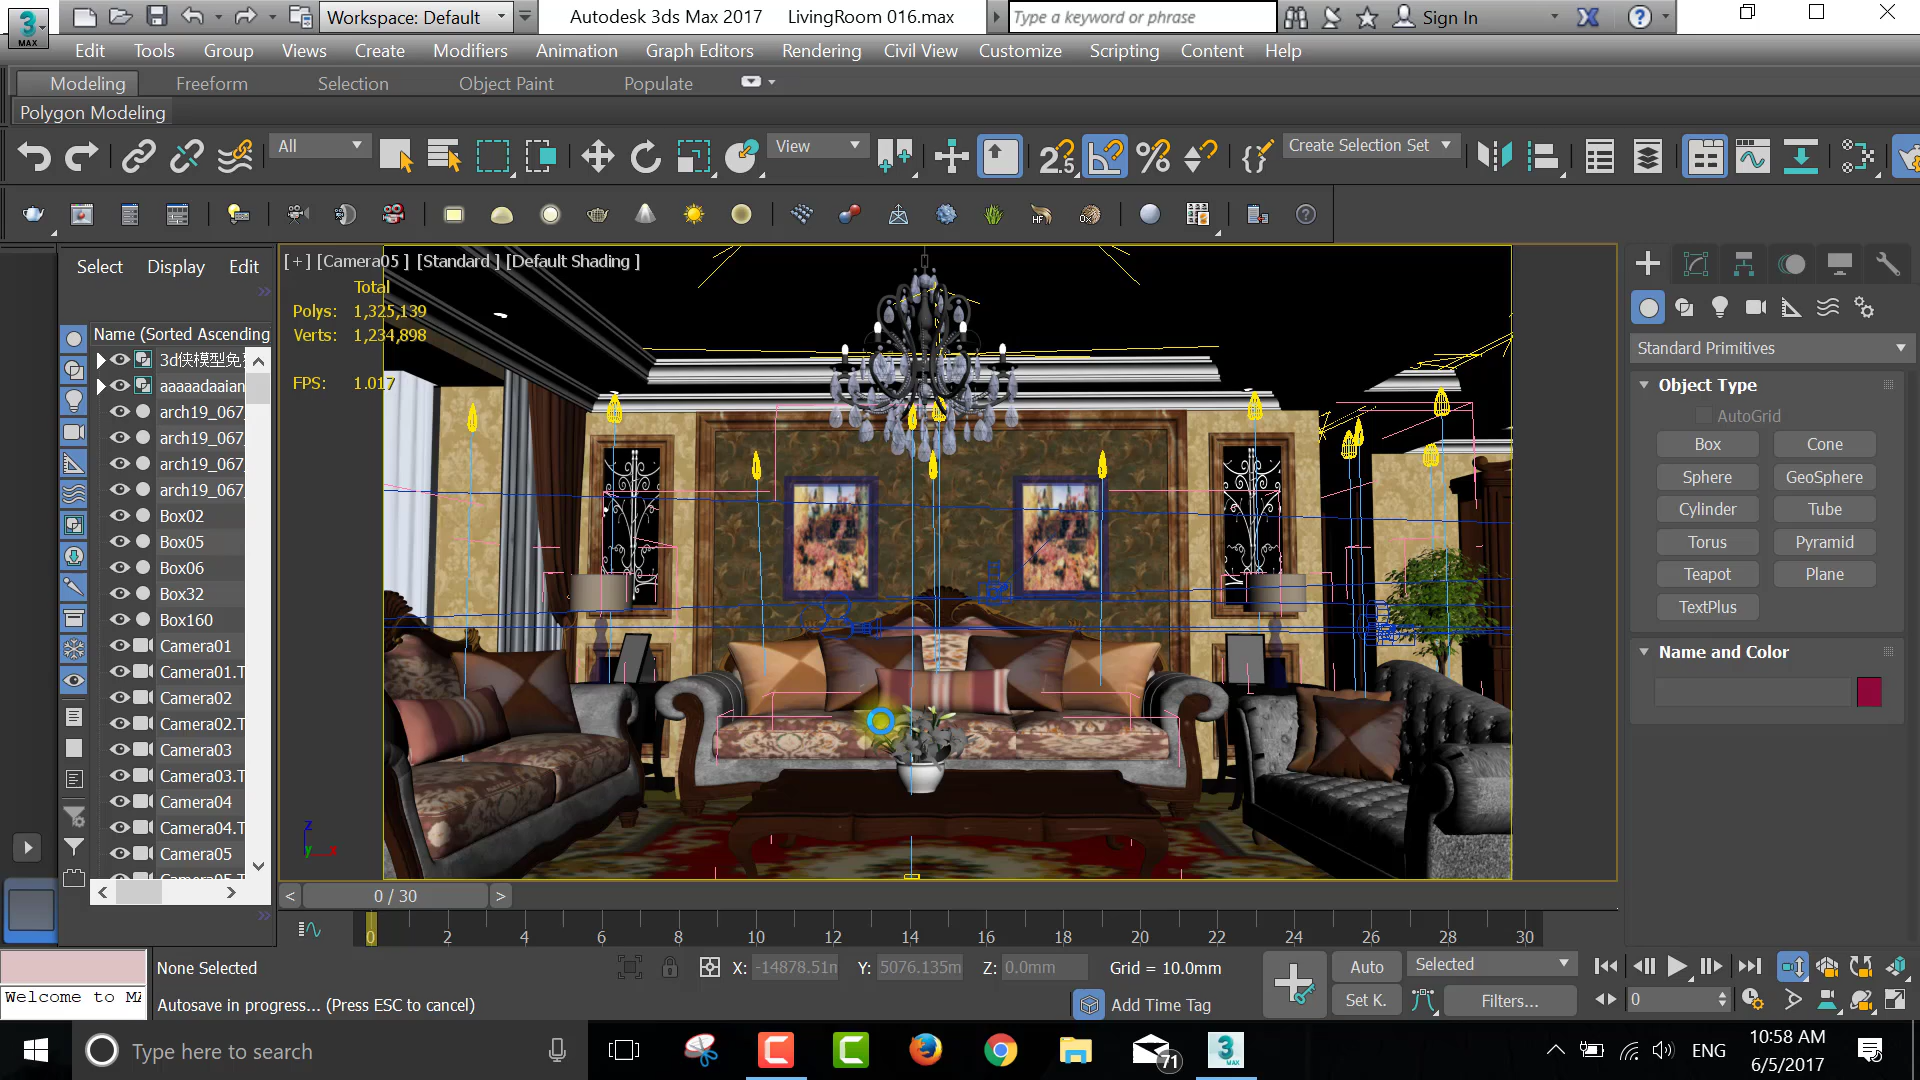 Workspace: Default
Autodesk 3ds Max 2017 LivingRoom 016.max
Type a keyword or phrase
Sign In
MAX
Edit Tools Group Views Create Modifiers Animation Graph Editors Rendering Civil View Customize Scripting Content Help
Modeling Freeform Selection Object Paint Populate
Polygon Modeling
All
View
2.5
Create Selection Set
Select Display Edit
[+] [Camera05 ] [Standard ] [Default Shading ]
Total
Polys: 1,325,139
Verts: 1,234,898
FPS: 1.017
Name (Sorted Ascending
3d侠模型免
aaaaadaaian
arch19_067
arch19_067
arch19_067
arch19_067
Box02
Box05
Box06
Box32
Box160
Camera01
Camera01.T
Camera02
Camera02.T
Camera03
Camera03.T
Camera04
Camera04.T
Camera05
Camera05.T
Standard Primitives
Object Type
AutoGrid
Box Cone
Sphere GeoSphere
Cylinder Tube
Torus Pyramid
Teapot Plane
TextPlus
Name and Color
z
y x
0 / 30
0 2 4 6 8 10 12 14 16 18 20 22 24 26 28 30
None Selected
X: -14878.51m Y: 5076.135m Z: 0.0mm Grid = 10.0mm
Auto Selected
Welcome to MA
Autosave in progress... (Press ESC to cancel)
Add Time Tag
Set K. Filters... 0
Type here to search
71
MAX
ENG
10:58 AM
6/5/2017